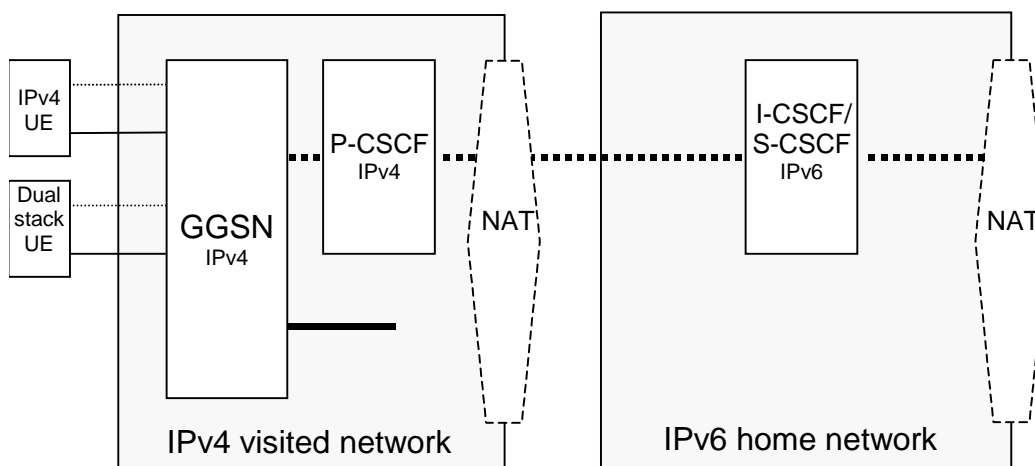 IPv4
UE
Dual
stack
UE
GGSN
IPv4
P-CSCF
IPv4
NAT
I-CSCF/
S-CSCF
IPv6
NAT
IPv4 visited network
IPv6 home network